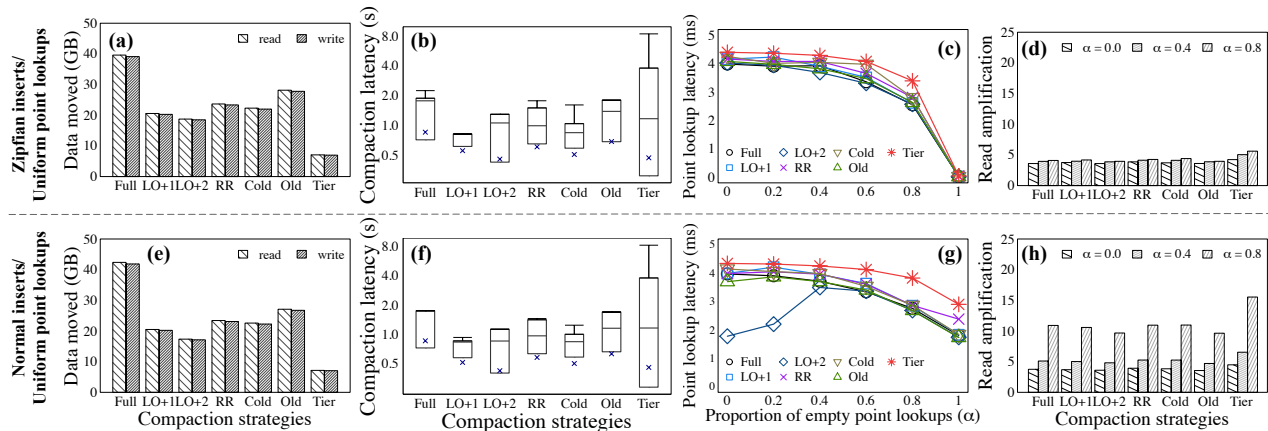 Zipfian inserts/
Uniform point lookups
Data moved (GB)
50
40
30
20
10
0
(a)
read
write
Full LO+1 LO+2 RR Cold Old Tier
Compaction latency (s)
8.0
2.0
1.0
0.5
(b)
Full LO+1 LO+2 RR Cold Old Tier
Point lookup latency (ms)
5
4
3
2
1
0
(c)
Full LO+2 Cold Tier
LO+1 RR Old
0 0.2 0.4 0.6 0.8 1
Read amplification
25
20
15
10
5
0
(d)
α = 0.0 α = 0.4 α = 0.8
Full LO+1 LO+2 RR Cold Old Tier
Normal inserts/
Uniform point lookups
Data moved (GB)
50
40
30
20
10
0
(e)
read
write
Full LO+1 LO+2 RR Cold Old Tier
Compaction strategies
Compaction latency (s)
8.0
2.0
1.0
0.5
(f)
Full LO+1 LO+2 RR Cold Old Tier
Compaction strategies
Point lookup latency (ms)
5
4
3
2
1
0
(g)
Full LO+2 Cold Tier
LO+1 RR Old
0 0.2 0.4 0.6 0.8 1
Proportion of empty point lookups (α)
Read amplification
25
20
15
10
5
0
(h)
α = 0.0 α = 0.4 α = 0.8
Full LO+1 LO+2 RR Cold Old Tier
Compaction strategies